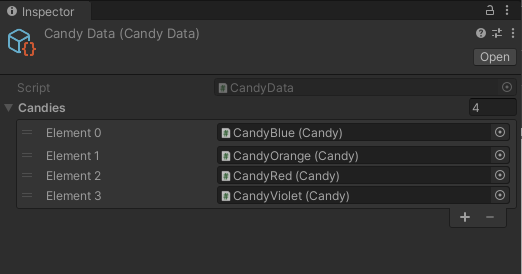 Inspector
Candy Data (Candy Data)
Open
Script # CandyData
Candies 4
Element 0 # CandyBlue (Candy)
Element 1 # CandyOrange (Candy)
Element 2 # CandyRed (Candy)
Element 3 # CandyViolet (Candy)
+ −